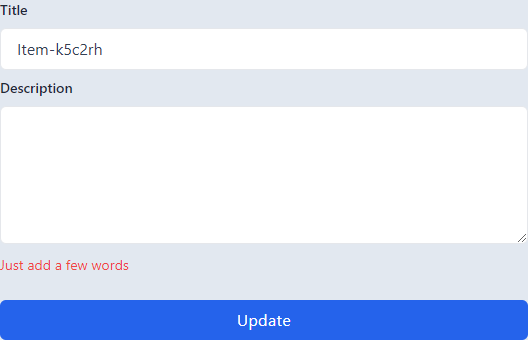 Title
Item-k5c2rh
Description
Just add a few words
Update